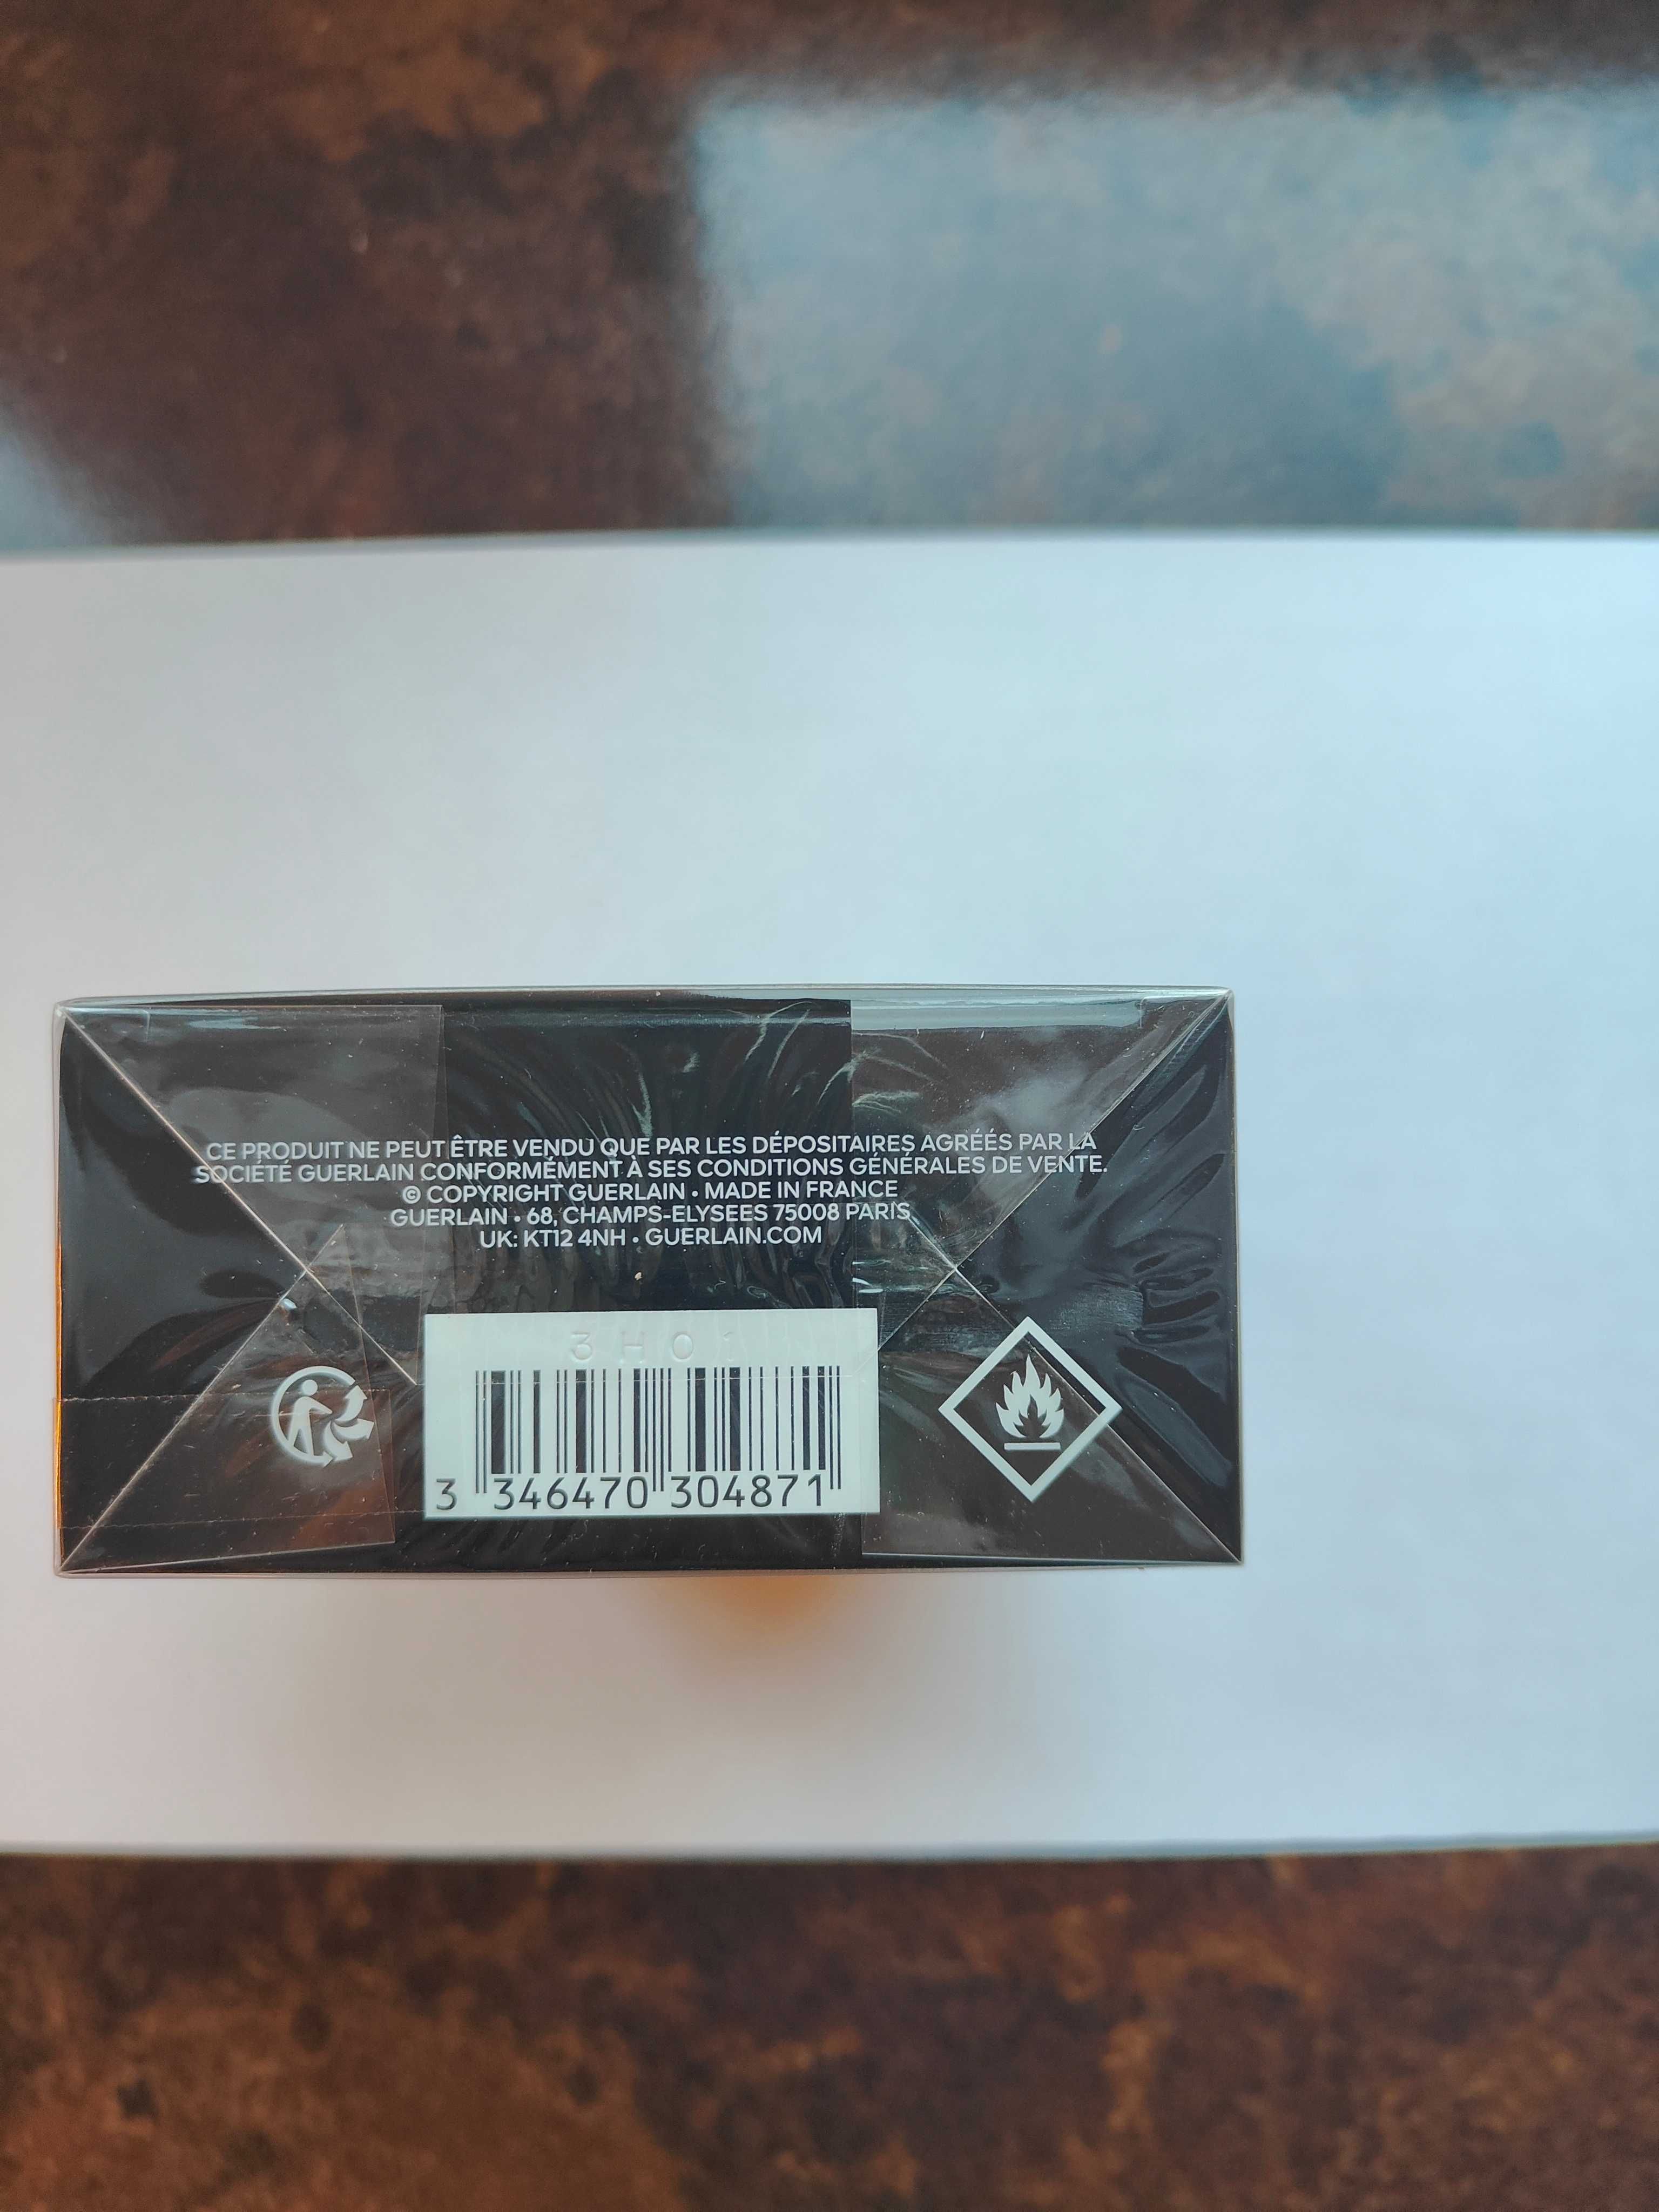 CE PRODUIT NE PEUT ÊTRE VENDU QUE PAR LES DÉPOSITAIRES AGRÉÉS PAR LA
SOCIÉTÉ GUERLAIN CONFORMÉMENT À SES CONDITIONS GÉNÉRALES DE VENTE.
© COPYRIGHT GUERLAIN • MADE IN FRANCE
GUERLAIN • 68, CHAMPS-ELYSEES 75008 PARIS
UK: KT12 4NH • GUERLAIN.COM
3 346470 304871